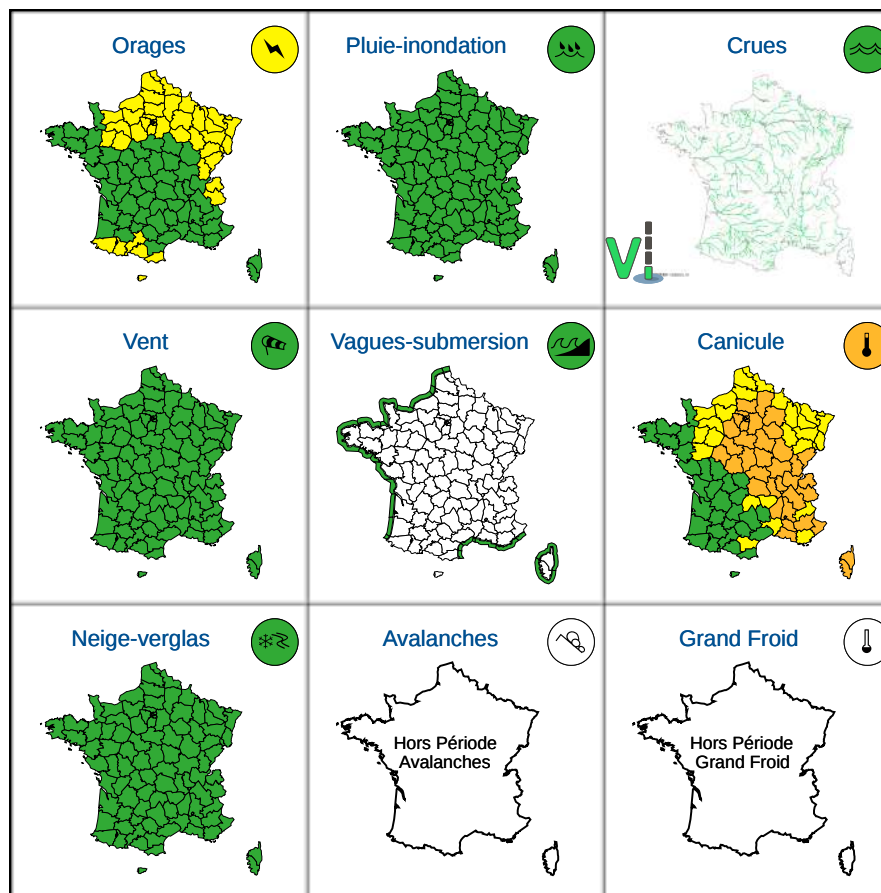 Orages
Pluie-inondation
Crues
Vent
Vagues-submersion
Canicule
Neige-verglas
Avalanches
Grand Froid
Hors Période
Avalanches
Hors Période
Grand Froid